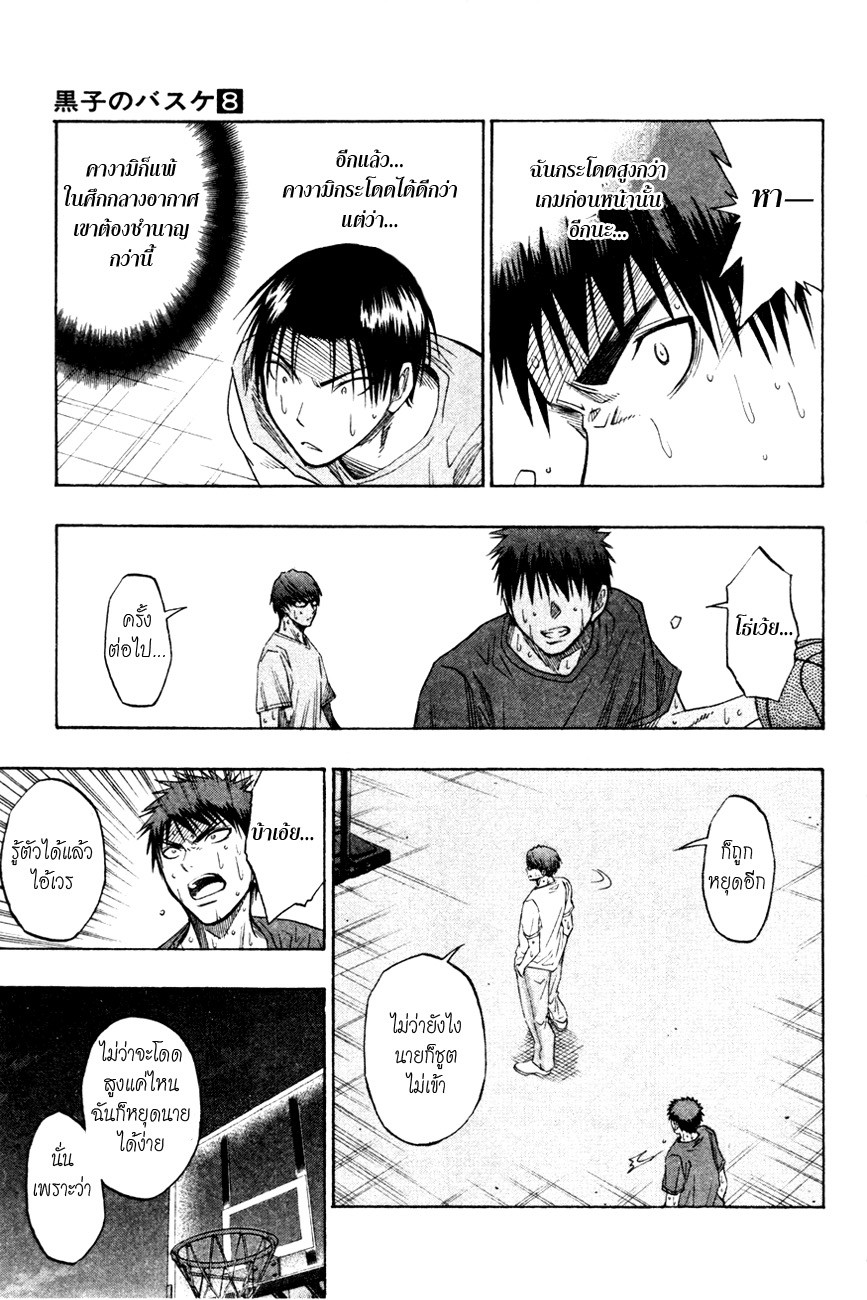 黒子のバスケ8
หา—
ฉันกระโดดสูงกว่า
เกมก่อนหน้านั้น
อีกนะ...
อีกแล้ว...
คางามิกระโดดได้ดีกว่า
แต่ว่า...
คางามิก็แพ้
ในศึกกลางอากาศ
เขาต้องชำนาญ
กว่านี้
โธ่เว้ย...
ครั้ง
ต่อไป...
ก็ถูก
หยุดอีก
ไม่ว่ายังไง
นายก็ชูต
ไม่เข้า
บ้าเอ้ย...
รู้ตัวได้แล้ว
ไอ้เวร
ไม่ว่าจะโดด
สูงแค่ไหน
ฉันก็หยุดนาย
ได้ง่าย
นั่น
เพราะว่า